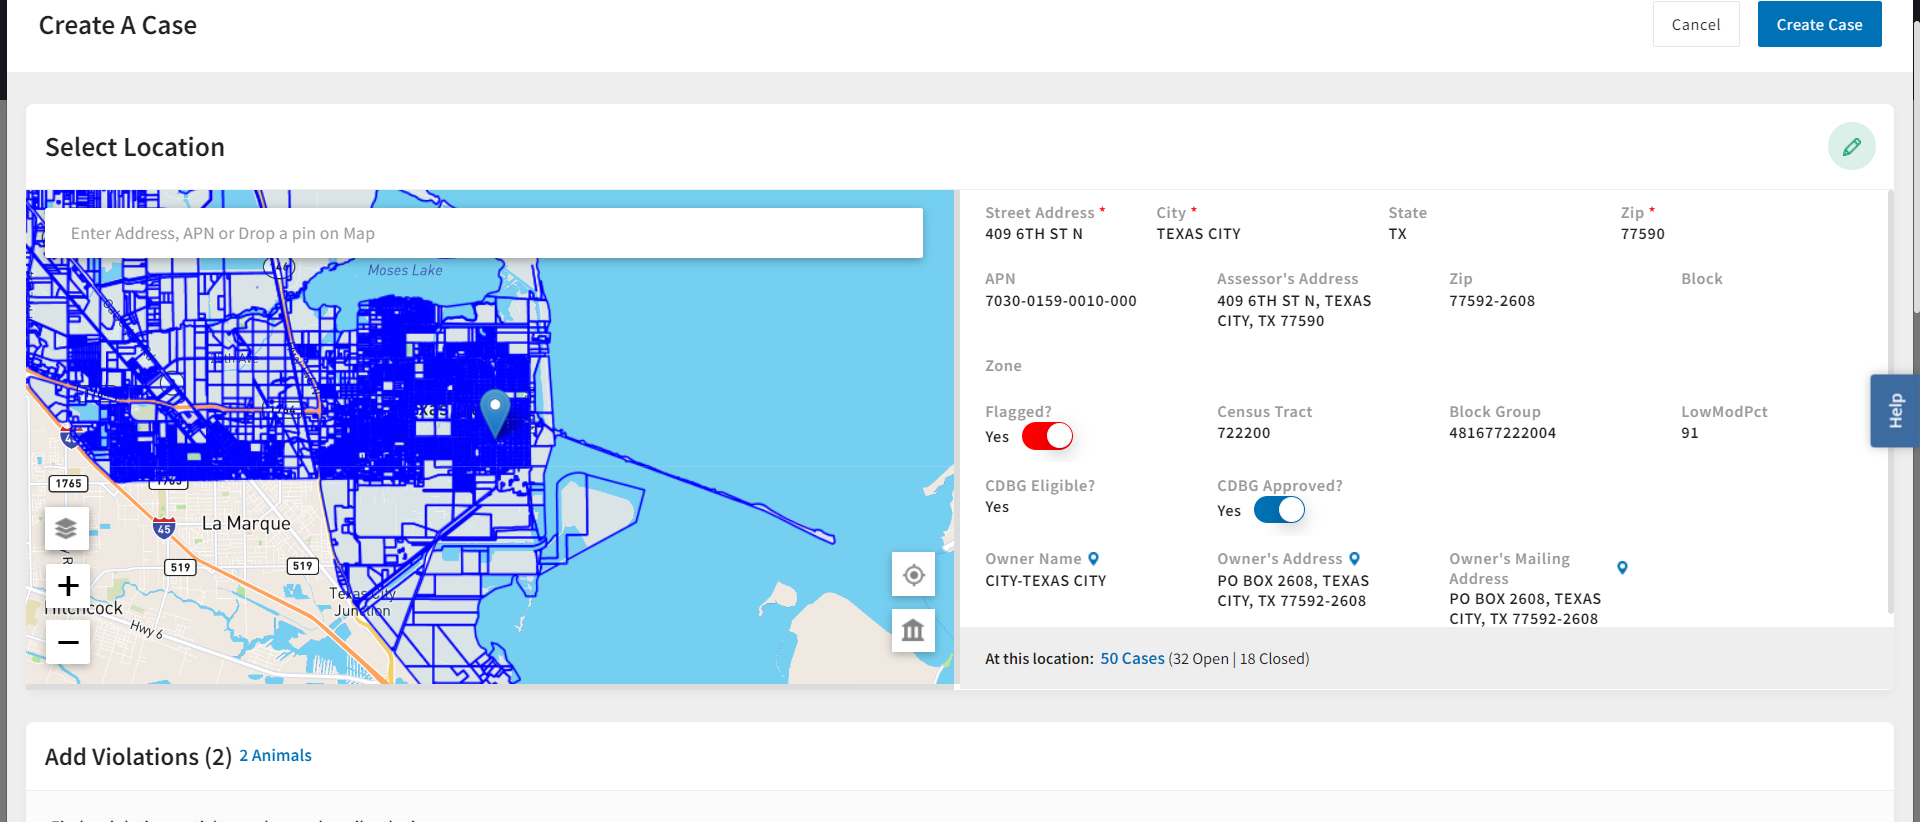 Create A Case
Cancel
Create Case
Select Location
Enter Address, APN or Drop a pin on Map
Moses Lake
1765
La Marque
45
519
519
Texas City
Junction
Hitchcock
Hwy 6
Street Address *
409 6TH ST N
City *
TEXAS CITY
State
TX
Zip *
77590
APN
7030-0159-0010-000
Assessor's Address
409 6TH ST N, TEXAS
CITY, TX 77590
Zip
77592-2608
Block
Zone
Flagged?
Yes
Census Tract
722200
Block Group
481677222004
LowModPct
91
CDBG Eligible?
Yes
CDBG Approved?
Yes
Owner Name
CITY-TEXAS CITY
Owner's Address
PO BOX 2608, TEXAS
CITY, TX 77592-2608
Owner's Mailing
Address
PO BOX 2608, TEXAS
CITY, TX 77592-2608
At this location: 50 Cases (32 Open | 18 Closed)
Help
Add Violations (2) 2 Animals